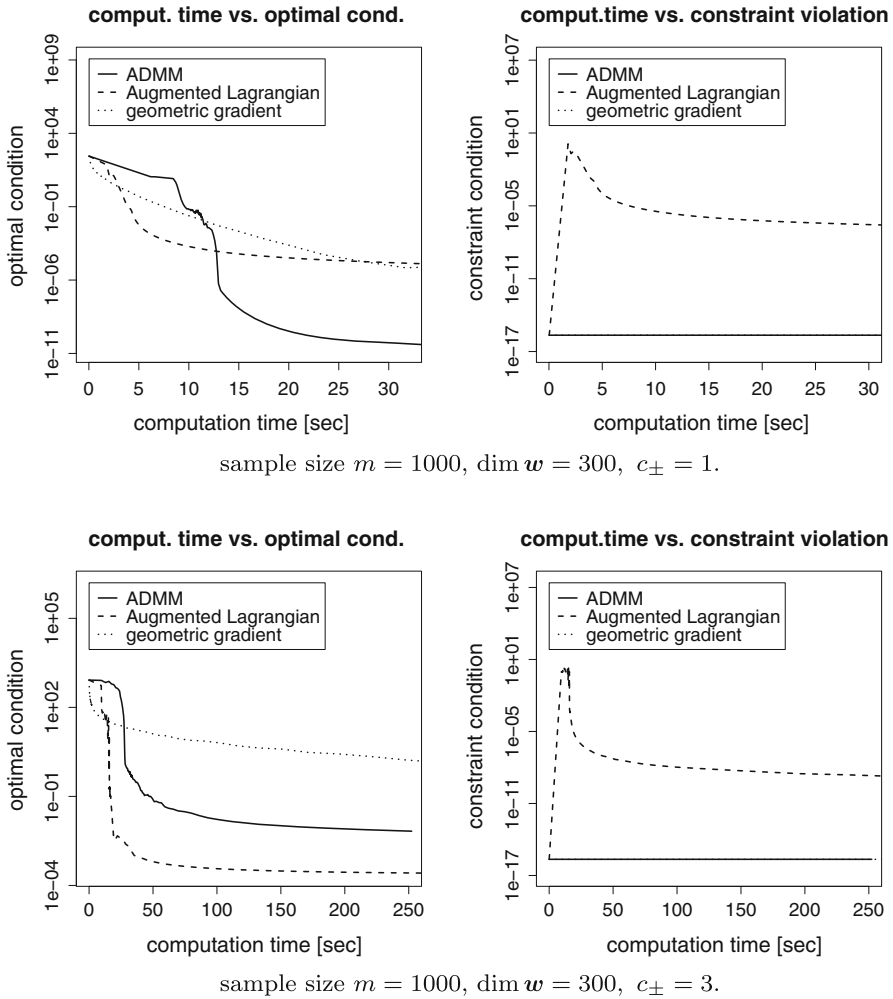 comput. time vs. optimal cond.
comput.time vs. constraint violation
optimal condition
1e-11 1e-06 1e-01 1e+04 1e+09
ADMM
Augmented Lagrangian
geometric gradient
0 5 10 15 20 25 30
computation time [sec]
constraint condition
1e-17 1e-11 1e-05 1e+01 1e+07
ADMM
Augmented Lagrangian
geometric gradient
0 5 10 15 20 25 30
computation time [sec]
sample size m = 1000, dim w = 300, c± = 1.
comput. time vs. optimal cond.
comput.time vs. constraint violation
optimal condition
1e-04 1e-01 1e+02 1e+05
ADMM
Augmented Lagrangian
geometric gradient
0 50 100 150 200 250
computation time [sec]
constraint condition
1e-17 1e-11 1e-05 1e+01 1e+07
ADMM
Augmented Lagrangian
geometric gradient
0 50 100 150 200 250
computation time [sec]
sample size m = 1000, dim w = 300, c± = 3.